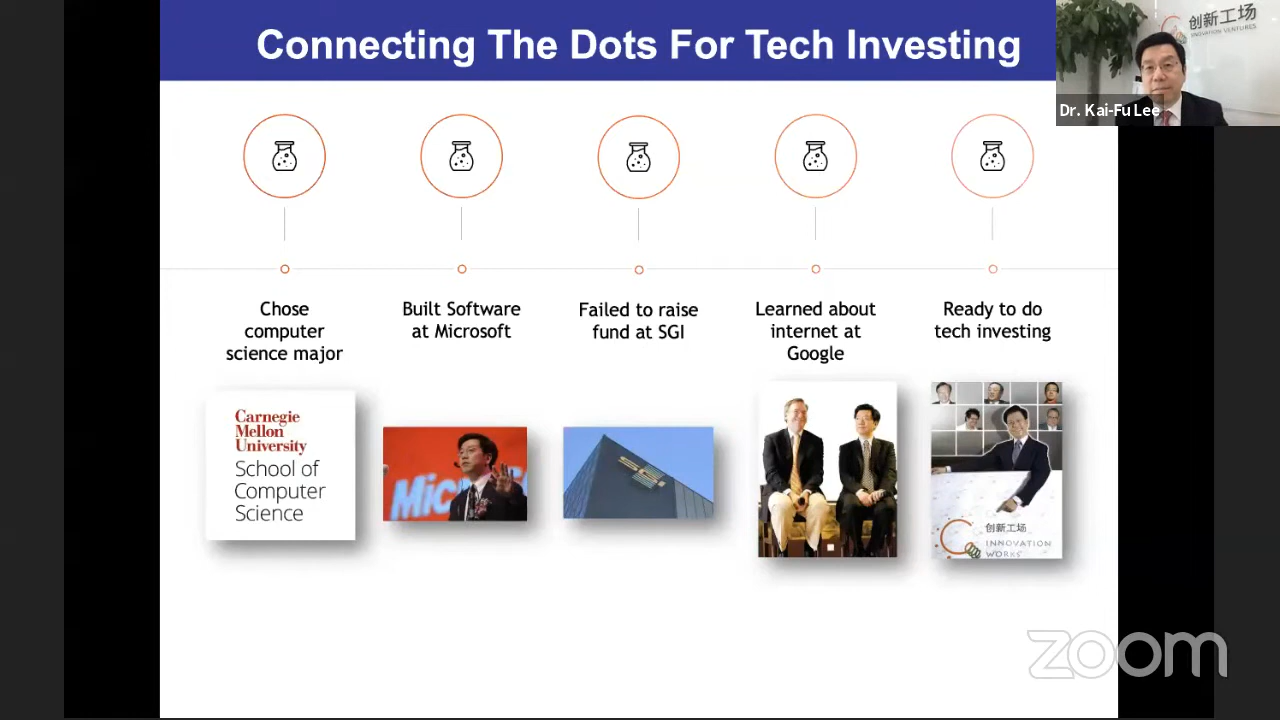 Connecting The Dots For Tech Investing
创新工场
INNOVATION VENTURES
Dr. Kai-Fu Lee
Chose
computer
science major
Built Software
at Microsoft
Failed to raise
fund at SGI
Learned about
internet at
Google
Ready to do
tech investing
Carnegie
Mellon
University
School of
Computer
Science
Micros
SGI
创新工场
INNOVATION
WORKS
zoom